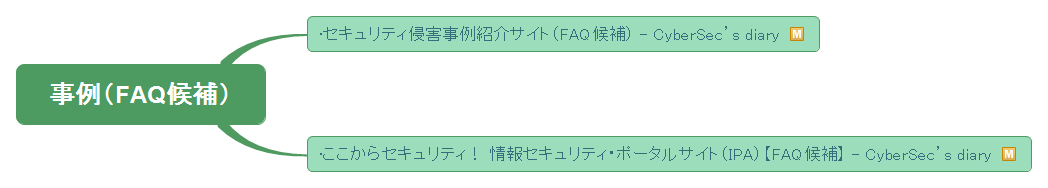 ・セキュリティ侵害事例紹介サイト（FAQ候補） - CyberSec’s diary M
事例（FAQ候補）
・ここからセキュリティ！ 情報セキュリティ・ポータルサイト（IPA）【FAQ候補】 - CyberSec’s diary M